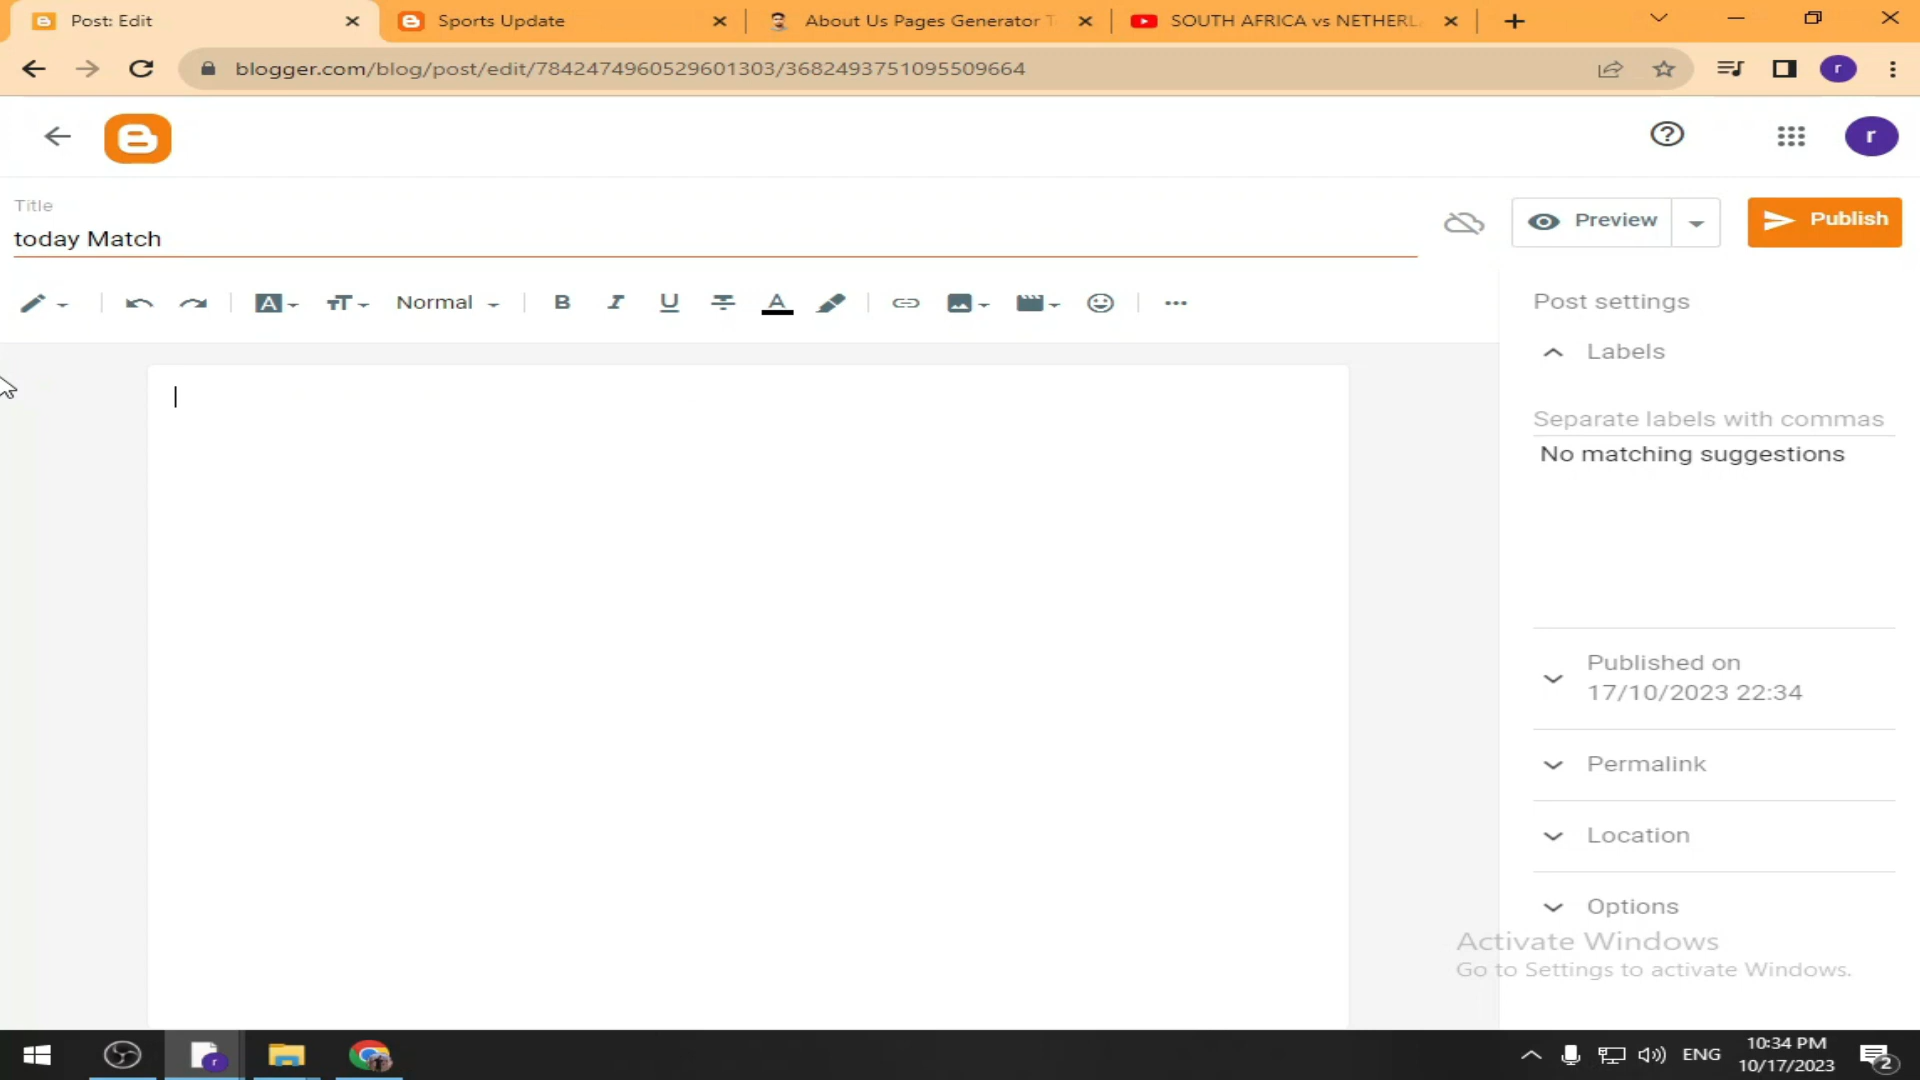 Post: Edit
Sports Update
About Us Pages Generator T
SOUTH AFRICA vs NETHERL
blogger.com/blog/post/edit/7842474960529601303/3682493751095509664
r
r
Title
today Match
Preview
Publish
Normal
B I U A
Post settings
Labels
Separate labels with commas
No matching suggestions
Published on
17/10/2023 22:34
Permalink
Location
Options
Activate Windows
Go to Settings to activate Windows.
ENG
10:34 PM
10/17/2023
2